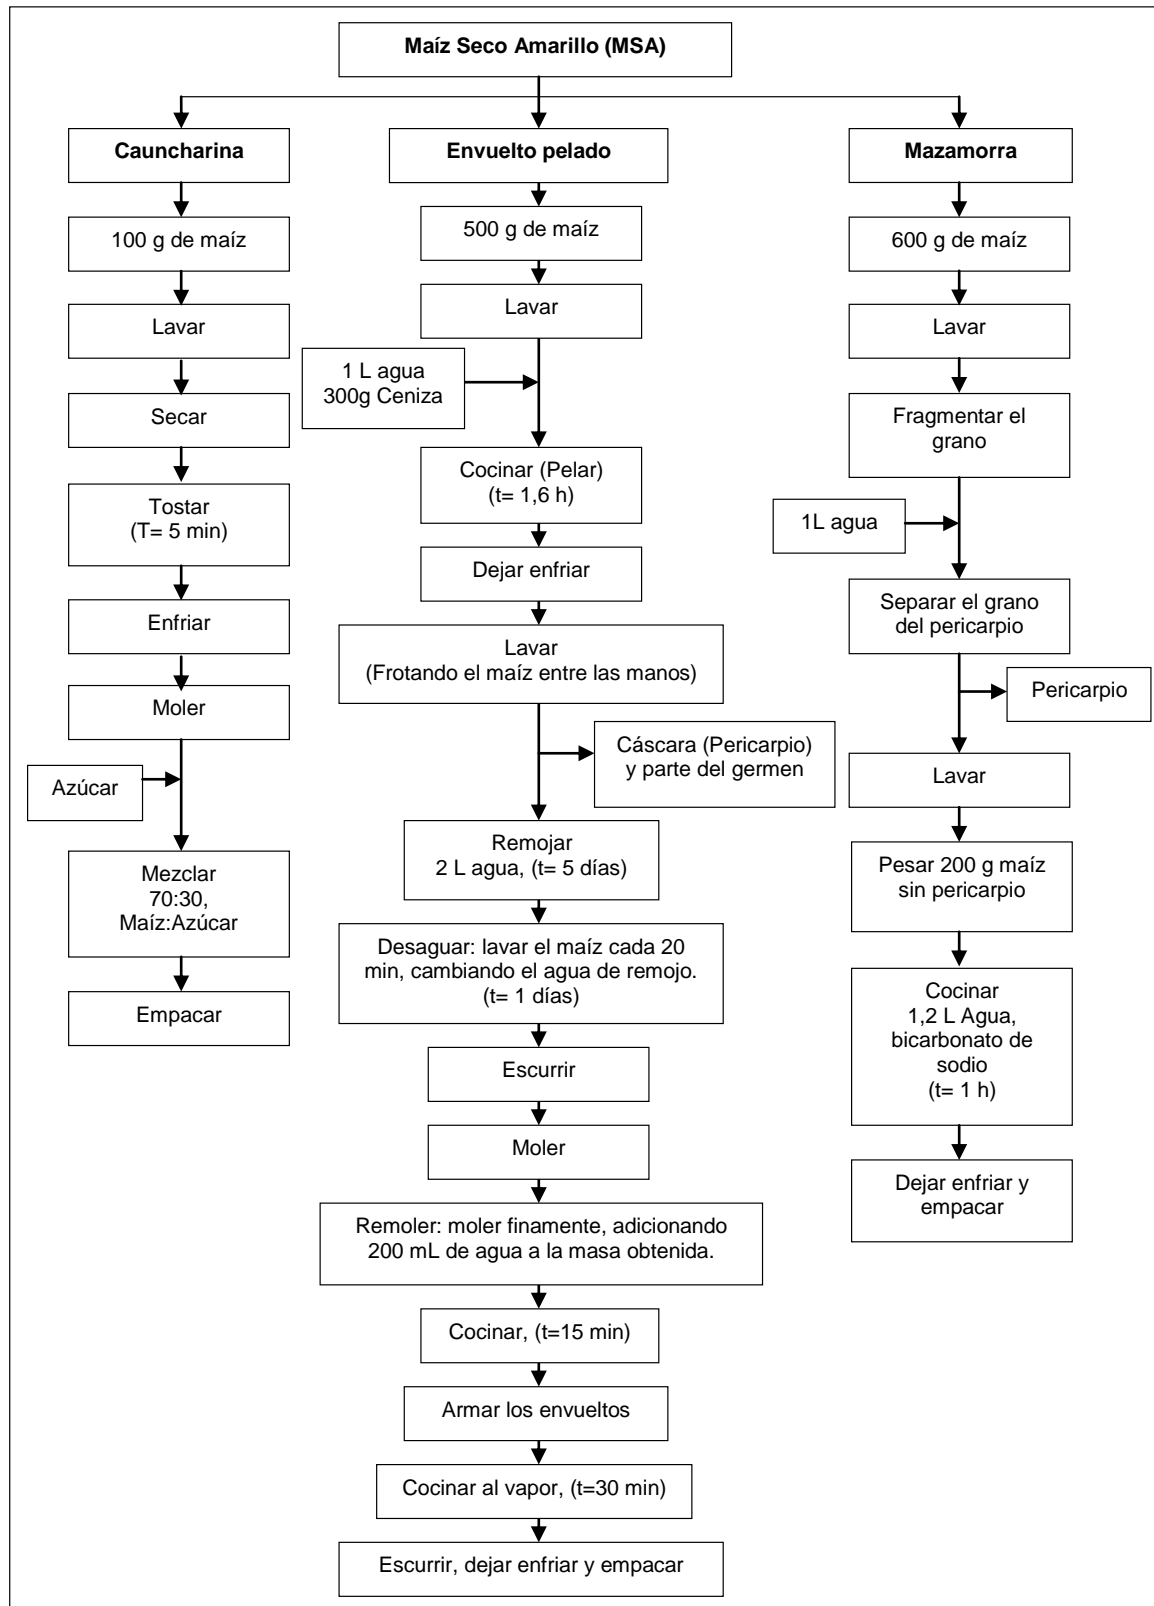 Maíz Seco Amarillo (MSA)
Cauncharina
100 g de maíz
Lavar
Secar
Tostar
(T= 5 min)
Enfriar
Moler
Azúcar
Mezclar
70:30,
Maíz:Azúcar
Empacar
Envuelto pelado
500 g de maíz
Lavar
1 L agua
300g Ceniza
Cocinar (Pelar)
(t= 1,6 h)
Dejar enfriar
Lavar
(Frotando el maíz entre las manos)
Cáscara (Pericarpio)
y parte del germen
Remojar
2 L agua, (t= 5 días)
Desaguar: lavar el maíz cada 20
min, cambiando el agua de remojo.
(t= 1 días)
Escurrir
Moler
Remoler: moler finamente, adicionando
200 mL de agua a la masa obtenida.
Cocinar, (t=15 min)
Armar los envueltos
Cocinar al vapor, (t=30 min)
Escurrir, dejar enfriar y empacar
Mazamorra
600 g de maíz
Lavar
Fragmentar el
grano
1L agua
Separar el grano
del pericarpio
Pericarpio
Lavar
Pesar 200 g maíz
sin pericarpio
Cocinar
1,2 L Agua,
bicarbonato de
sodio
(t= 1 h)
Dejar enfriar y
empacar